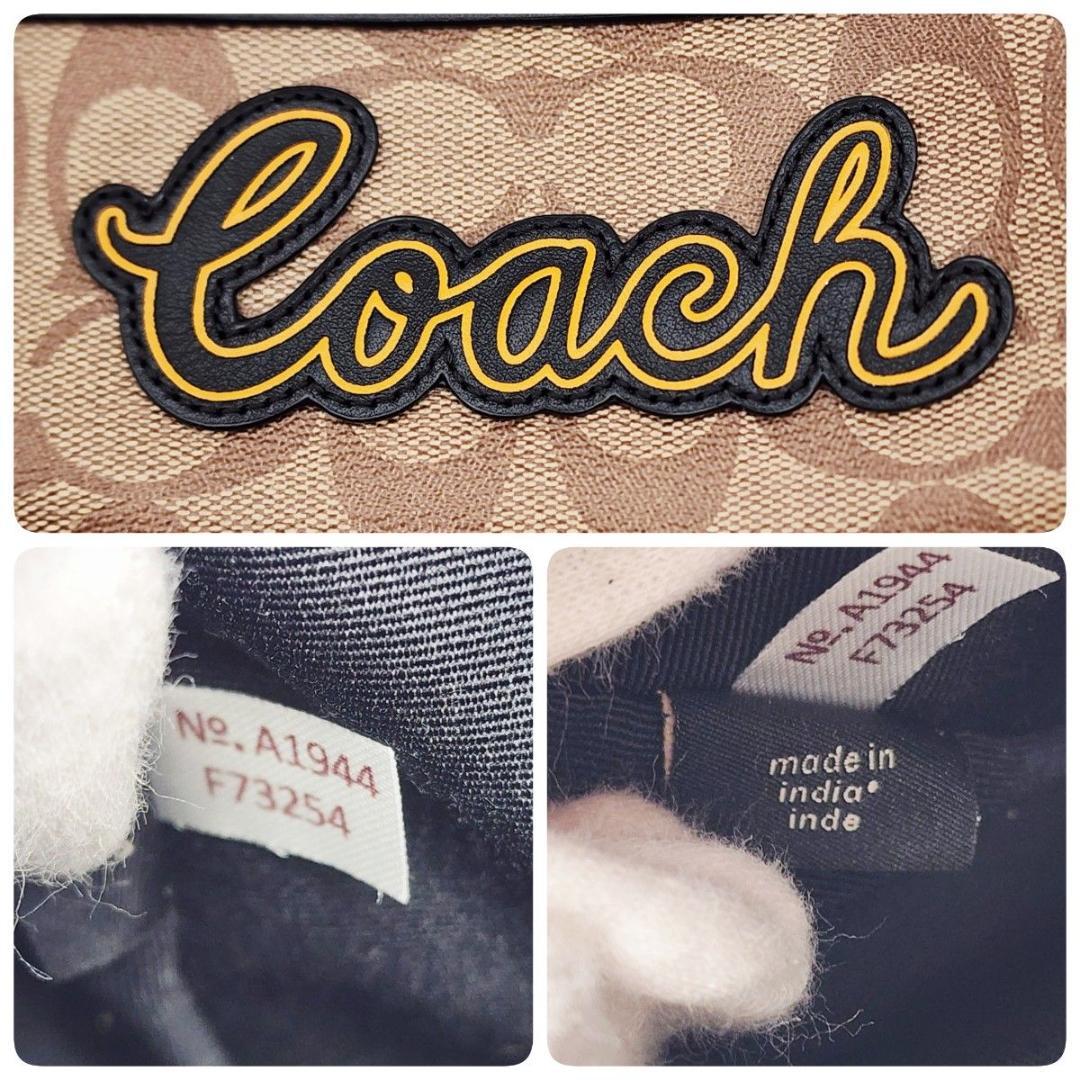 Coach
Nº. A1944
F73254
Nº. A1944
F73254
made in
india•
inde